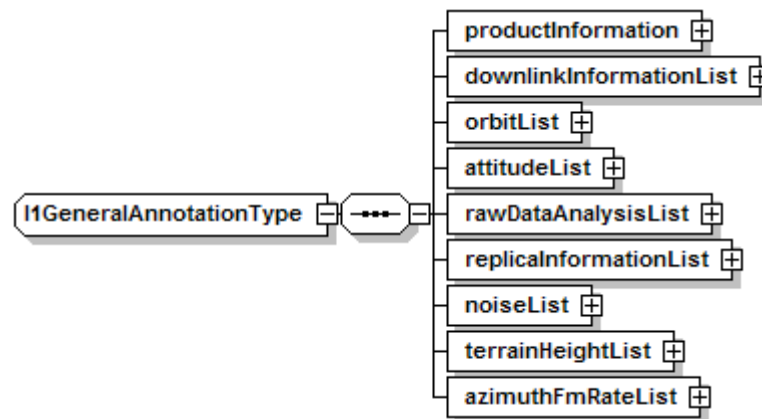 productInformation
downlinkInformationList
orbitList
attitudeList
l1GeneralAnnotationType
rawDataAnalysisList
replicaInformationList
noiseList
terrainHeightList
azimuthFmRateList